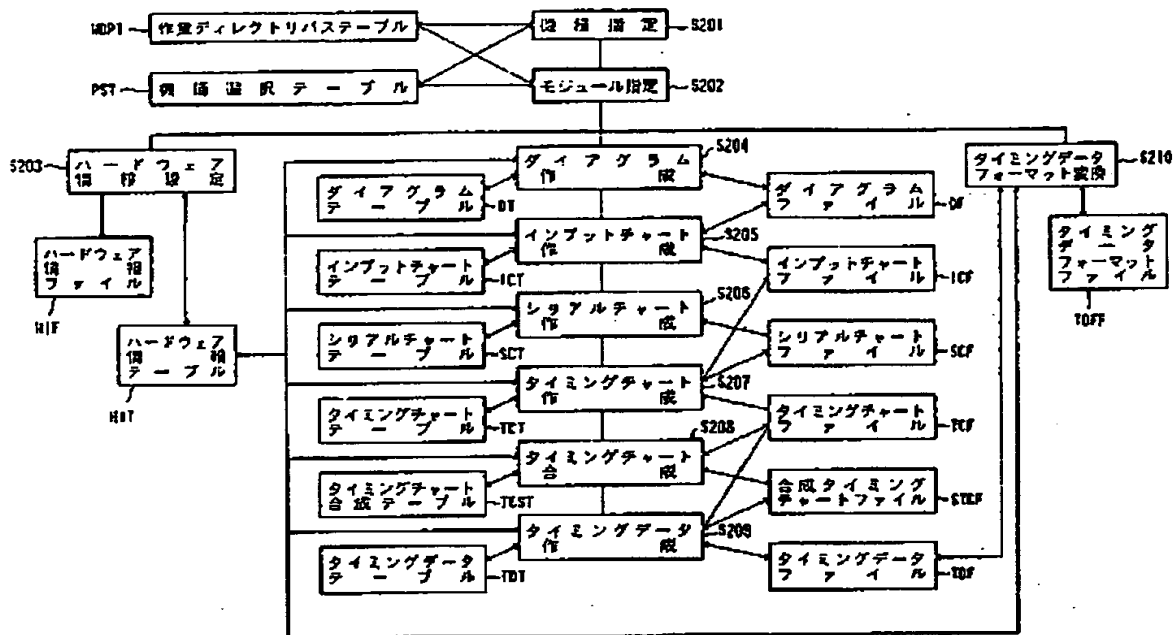 WDPT
作業ディレクトリパステーブル
機種指定
S201
PST
機種選択テーブル
モジュール指定
S202
S203
ハードウェア
情報設定
S204
ダイアグラム
作成
タイミングデータ
フォーマット変換
S210
ダイアグラム
テーブル
DT
ダイアグラム
ファイル
DF
ハードウェア
情報
ファイル
HIF
インプットチャート
作成
S205
タイミング
データ
フォーマット
ファイル
TDFF
インプットチャート
テーブル
ICT
インプットチャート
ファイル
ICF
シリアルチャート
作成
S206
ハードウェア
情報
テーブル
HIT
シリアルチャート
テーブル
SCT
シリアルチャート
ファイル
SCF
タイミングチャート
作成
S207
タイミングチャート
テーブル
TCT
タイミングチャート
ファイル
TCF
タイミングチャート
合成
S208
タイミングチャート
合成テーブル
合成タイミング
チャートファイル
STCF
タイミングデータ
作成
S209
タイミングデータ
テーブル
TDT
タイミングデータ
ファイル
TDF